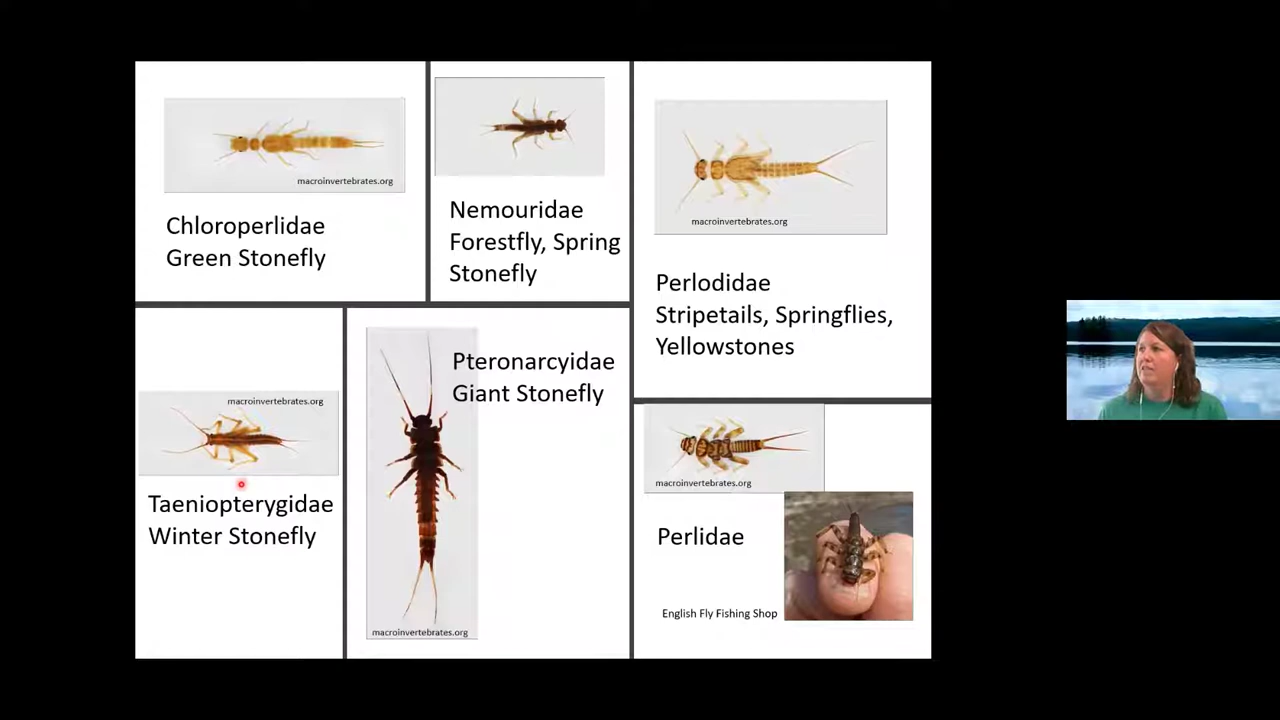 macroinvertebrates.org
Chloroperlidae
Green Stonefly
Nemouridae
Forestfly, Spring
Stonefly
macroinvertebrates.org
Perlodidae
Stripetails, Springflies,
Yellowstones
macroinvertebrates.org
Taeniopterygidae
Winter Stonefly
Pteronarcyidae
Giant Stonefly
macroinvertebrates.org
macroinvertebrates.org
Perlidae
English Fly Fishing Shop